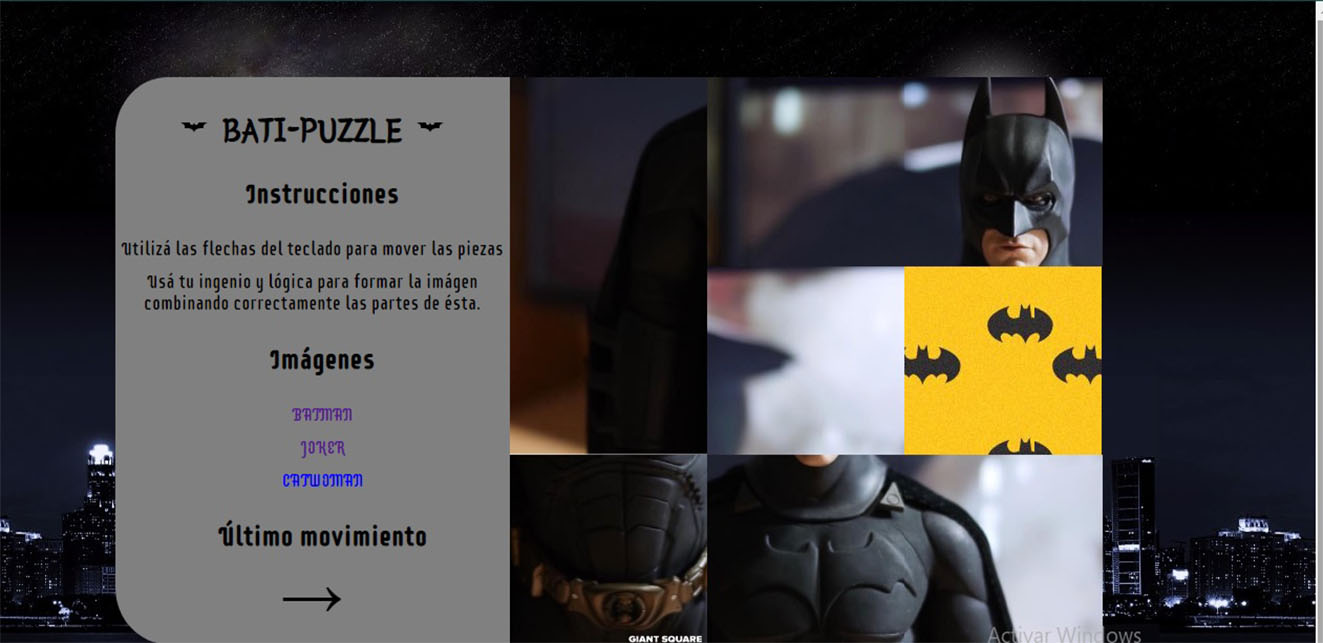 BATI-PUZZLE
Instrucciones
Utilizá las flechas del teclado para mover las piezas
Usá tu ingenio y lógica para formar la imágen
combinando correctamente las partes de ésta.
Imágenes
BATMAN
JOKER
CATWOMAN
Último movimiento
GIANT SQUARE
Activar Windows